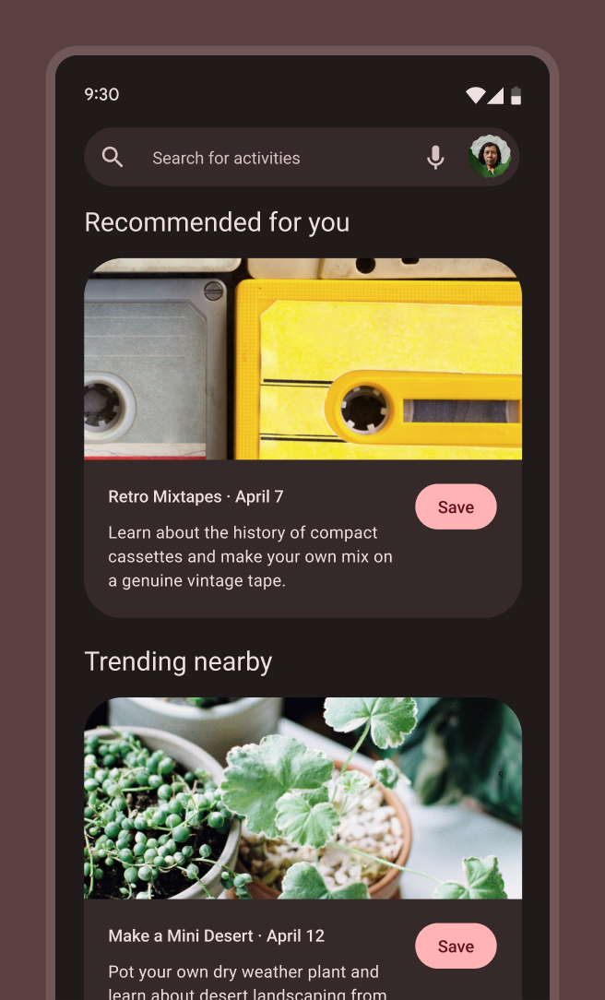 9:30
Search for activities
Recommended for you
Retro Mixtapes · April 7
Save
Learn about the history of compact
cassettes and make your own mix on
a genuine vintage tape.
Trending nearby
Make a Mini Desert · April 12
Save
Pot your own dry weather plant and
learn about desert landscaping from